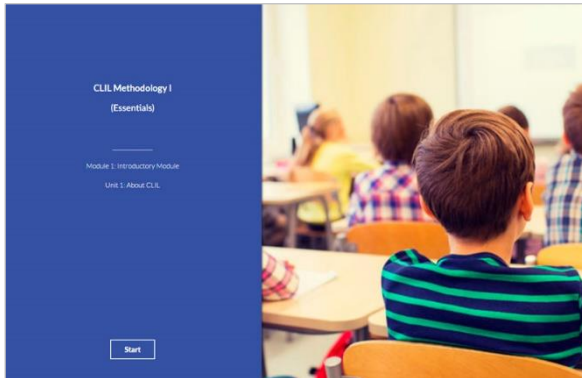 CLIL Methodology I
(Essentials)
Module 1: Introductory Module
Unit 1: About CLIL
Start